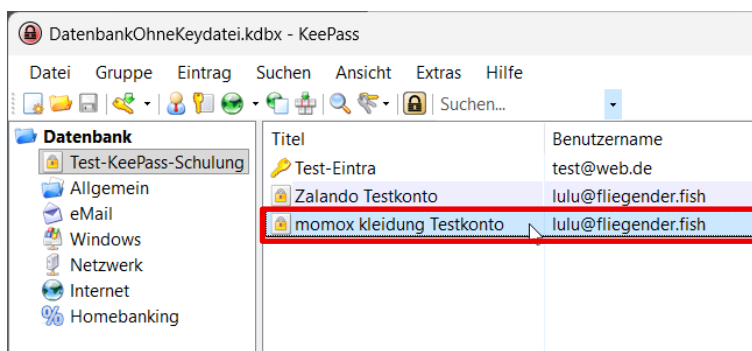 DatenbankOhneKeydatei.kdbx - KeePass
Datei Gruppe Eintrag Suchen Ansicht Extras Hilfe
Suchen...
Datenbank
Test-KeePass-Schulung
Allgemein
eMail
Windows
Netzwerk
Internet
Homebanking
Titel Benutzername
Test-Eintra test@web.de
Zalando Testkonto lulu@fliegender.fish
momox kleidung Testkonto lulu@fliegender.fish